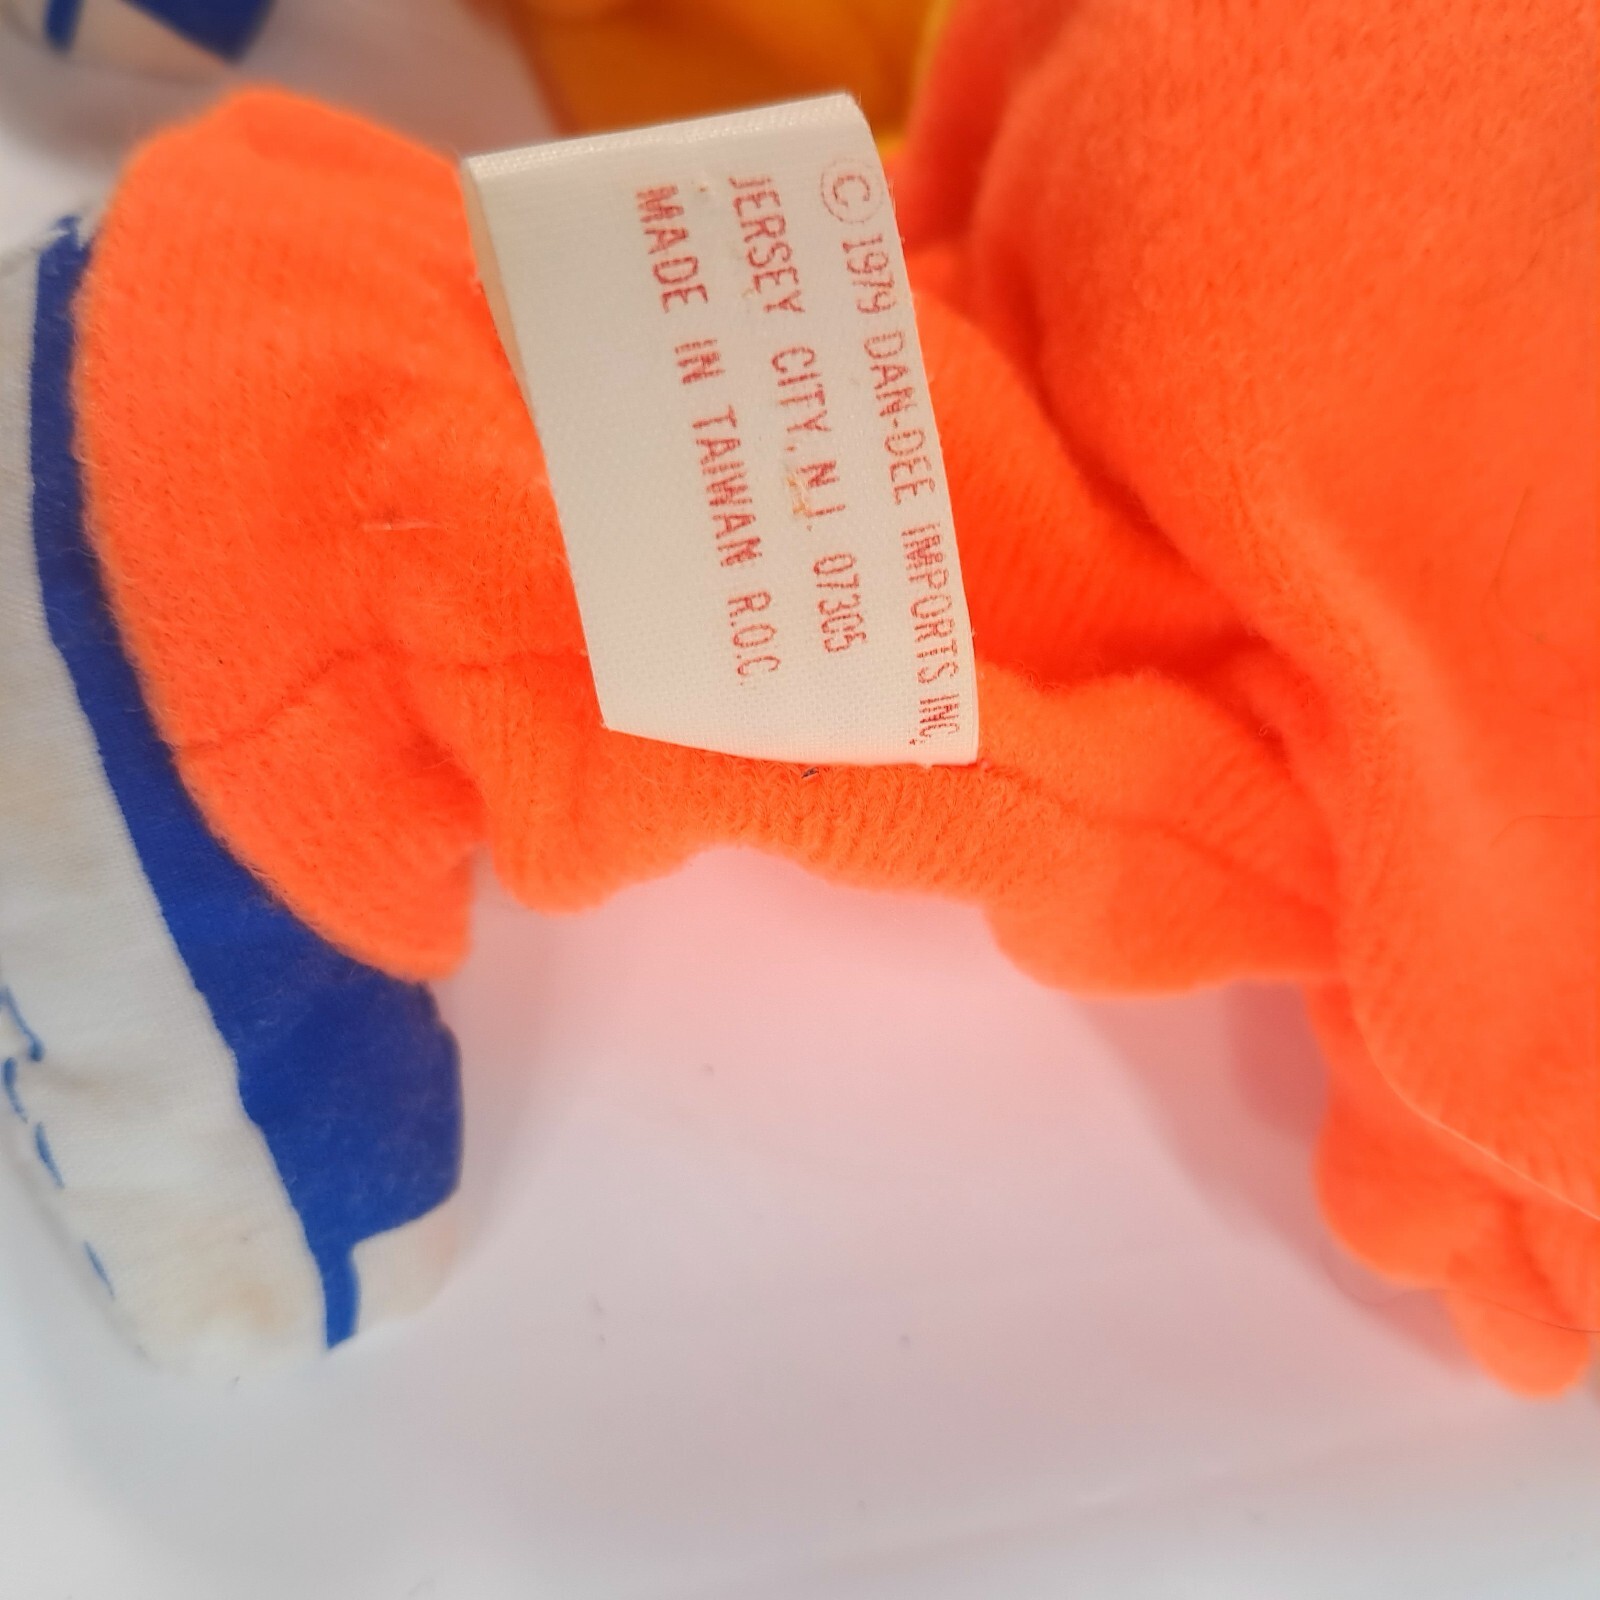 © 1979 DAN-DEE IMPORTS INC.
JERSEY CITY, N.J. 07305
MADE IN TAIWAN R.O.C.